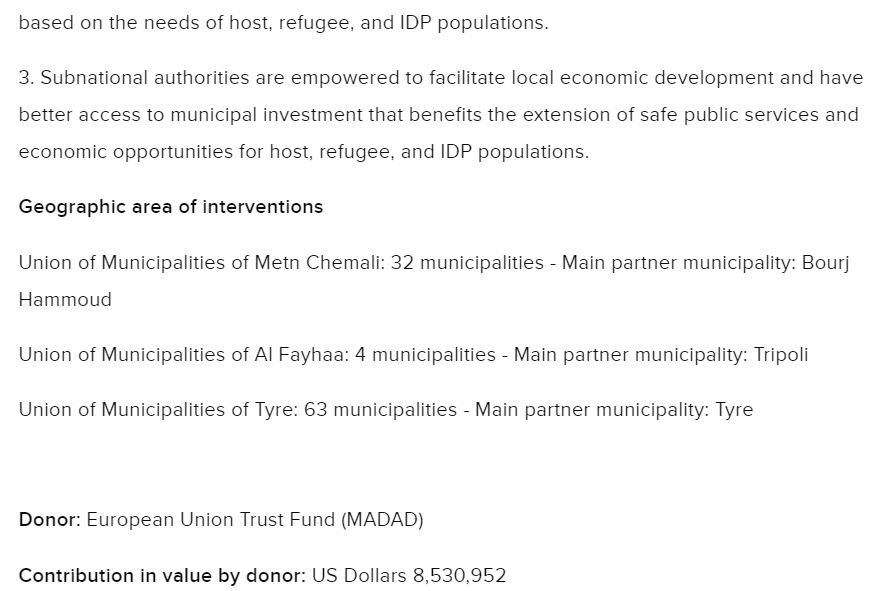 based on the needs of host, refugee, and IDP populations.
3. Subnational authorities are empowered to facilitate local economic development and have
better access to municipal investment that benefits the extension of safe public services and
economic opportunities for host, refugee, and IDP populations.
Geographic area of interventions
Union of Municipalities of Metn Chemali: 32 municipalities - Main partner municipality: Bourj
Hammoud
Union of Municipalities of Al Fayhaa: 4 municipalities - Main partner municipality: Tripoli
Union of Municipalities of Tyre: 63 municipalities - Main partner municipality: Tyre
Donor: European Union Trust Fund (MADAD)
Contribution in value by donor: US Dollars 8,530,952